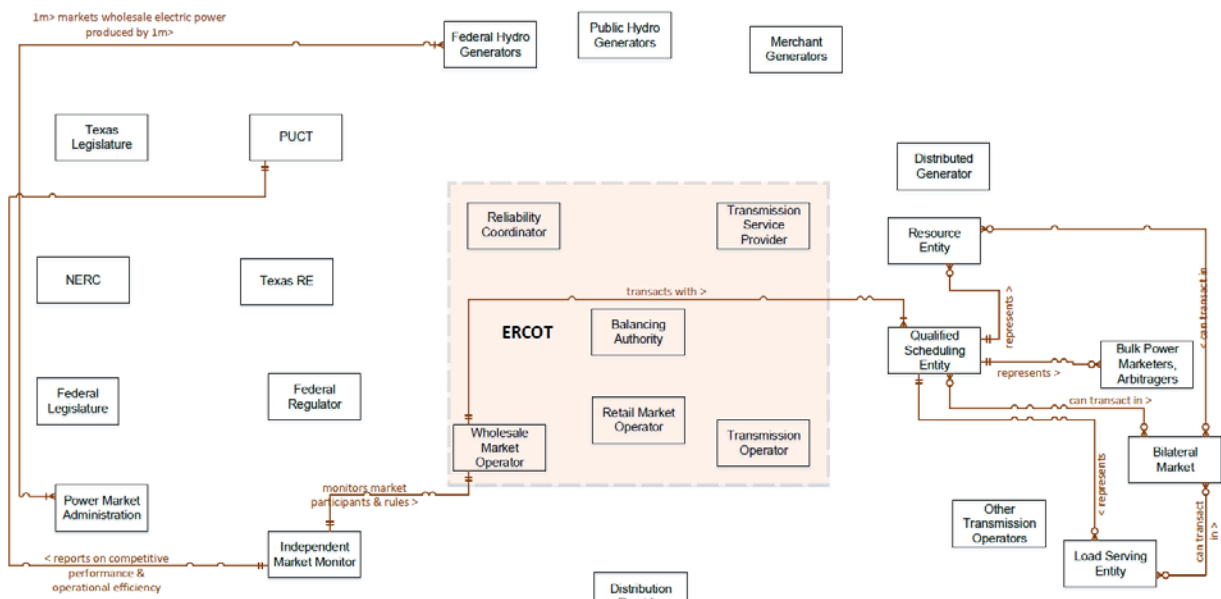 1m> markets wholesale electric power
produced by 1m>
Federal Hydro
Generators
Public Hydro
Generators
Merchant
Generators
Texas
Legislature
PUCT
Distributed
Generator
Reliability
Coordinator
Transmission
Service
Provider
Resource
Entity
NERC
Texas RE
transacts with >
ERCOT
Balancing
Authority
Qualified
Scheduling
Entity
represents >
< can transact in
Bulk Power
Marketers,
Arbitragers
represents >
Federal
Legislature
Federal
Regulator
can transact in >
Retail Market
Operator
Wholesale
Market
Operator
Transmission
Operator
Bilateral
Market
monitors market
participants & rules >
Power Market
Administration
< represents
Other
Transmission
Operators
can transact
in >
Independent
Market Monitor
Load Serving
Entity
< reports on competitive
performance &
operational efficiency
Distribution